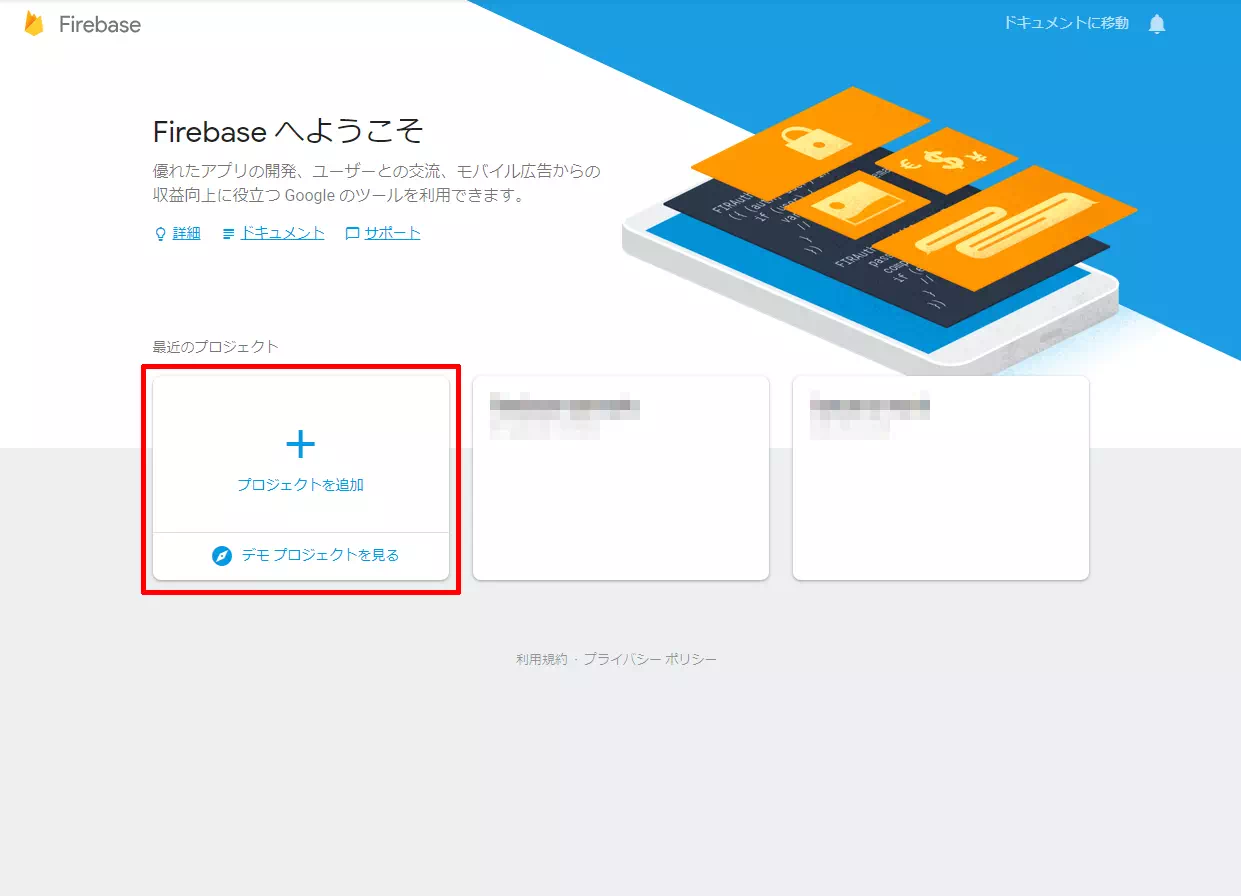 Firebase
ドキュメントに移動
Firebase へようこそ
優れたアプリの開発、ユーザーとの交流、モバイル広告からの
収益向上に役立つ Google のツールを利用できます。
詳細 ドキュメント サポート
最近のプロジェクト
プロジェクトを追加
デモ プロジェクトを見る
利用規約 · プライバシー ポリシー